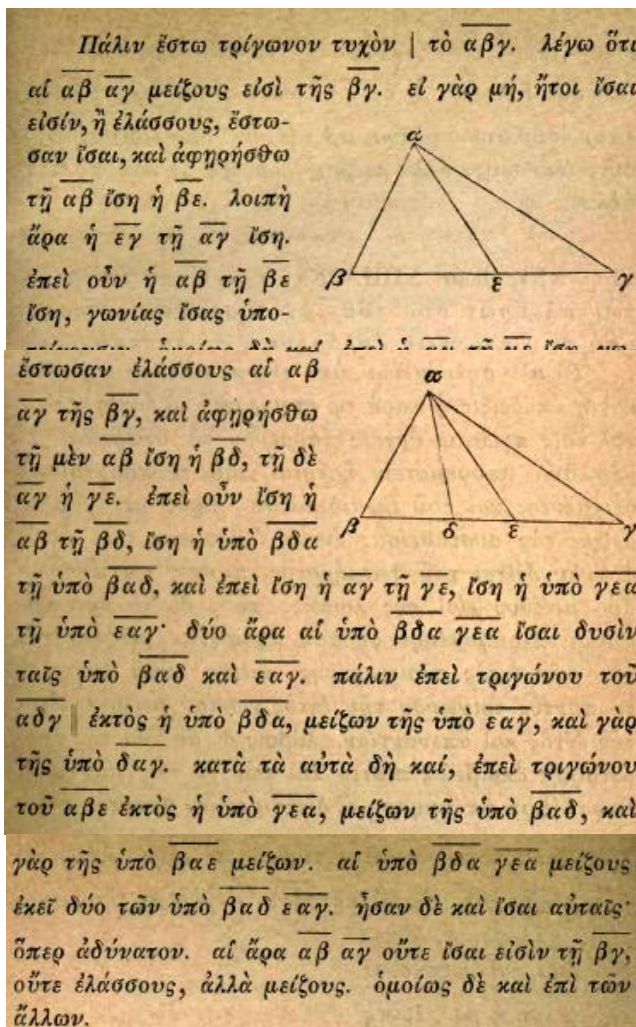 Πάλιν ἔστω τρίγωνον τυχὸν | τὸ αβγ. λέγω ὅτι
αἱ αβ αγ μείζους εἰσὶ τῆς βγ. εἰ γὰρ μή, ἤτοι ἴσαι
εἰσίν, ἢ ἐλάσσους, ἔστω-
σαν ἴσαι, καὶ ἀφῃρήσθω
τῇ αβ ἴση ἡ βε. λοιπὴ
ἄρα ἡ εγ τῇ αγ ἴση.
ἐπεὶ οὖν ἡ αβ τῇ βε
ἴση, γωνίας ἴσας ὑπο-
α
β ε γ
ἔστωσαν ἐλάσσους αἱ αβ
αγ τῆς βγ, καὶ ἀφῃρήσθω
τῇ μὲν αβ ἴση ἡ βδ, τῇ δὲ
αγ ἡ γε. ἐπεὶ οὖν ἴση ἡ
αβ τῇ βδ, ἴση ἡ ὑπὸ βδα
α
β δ ε γ
τῇ ὑπὸ βαδ, καὶ ἐπεὶ ἴση ἡ αγ τῇ γε, ἴση ἡ ὑπὸ γεα
τῇ ὑπὸ εαγ· δύο ἄρα αἱ ὑπὸ βδα γεα ἴσαι δυσὶν
ταῖς ὑπὸ βαδ καὶ εαγ. πάλιν ἐπεὶ τριγώνου τοῦ
αδγ || ἐκτὸς ἡ ὑπὸ βδα, μείζων τῆς ὑπὸ εαγ, καὶ γὰρ
τῆς ὑπὸ δαγ. κατὰ τὰ αὐτὰ δὴ καί, ἐπεὶ τριγώνου
τοῦ αβε ἐκτὸς ἡ ὑπὸ γεα, μείζων τῆς ὑπὸ βαδ, καὶ
γὰρ τῆς ὑπὸ βαε μείζων. αἱ ὑπὸ βδα γεα μείζους
ἐκεῖ δύο τῶν ὑπὸ βαδ εαγ. ἦσαν δὲ καὶ ἴσαι αὐταῖς·
ὅπερ ἀδύνατον. αἱ ἄρα αβ αγ οὔτε ἴσαι εἰσὶν τῇ βγ,
οὔτε ἐλάσσους, ἀλλὰ μείζους. ὁμοίως δὲ καὶ ἐπὶ τῶν
ἄλλων.